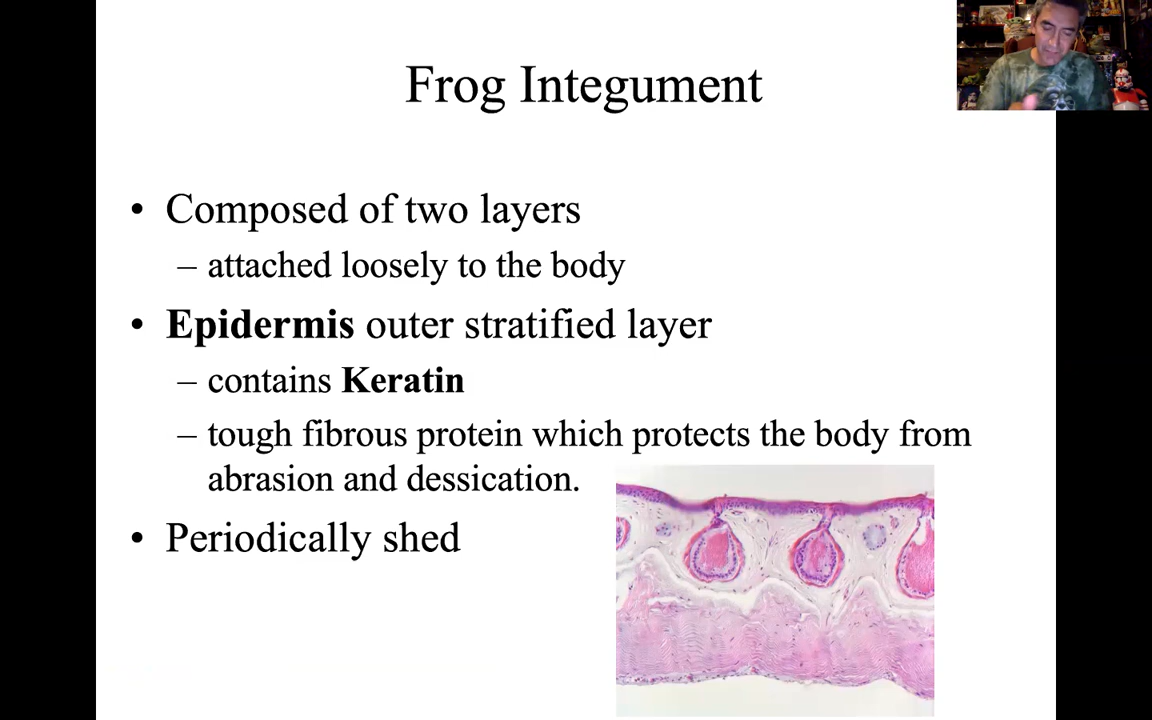 Frog Integument
• Composed of two layers
– attached loosely to the body
• Epidermis outer stratified layer
– contains Keratin
– tough fibrous protein which protects the body from
abrasion and dessication.
• Periodically shed